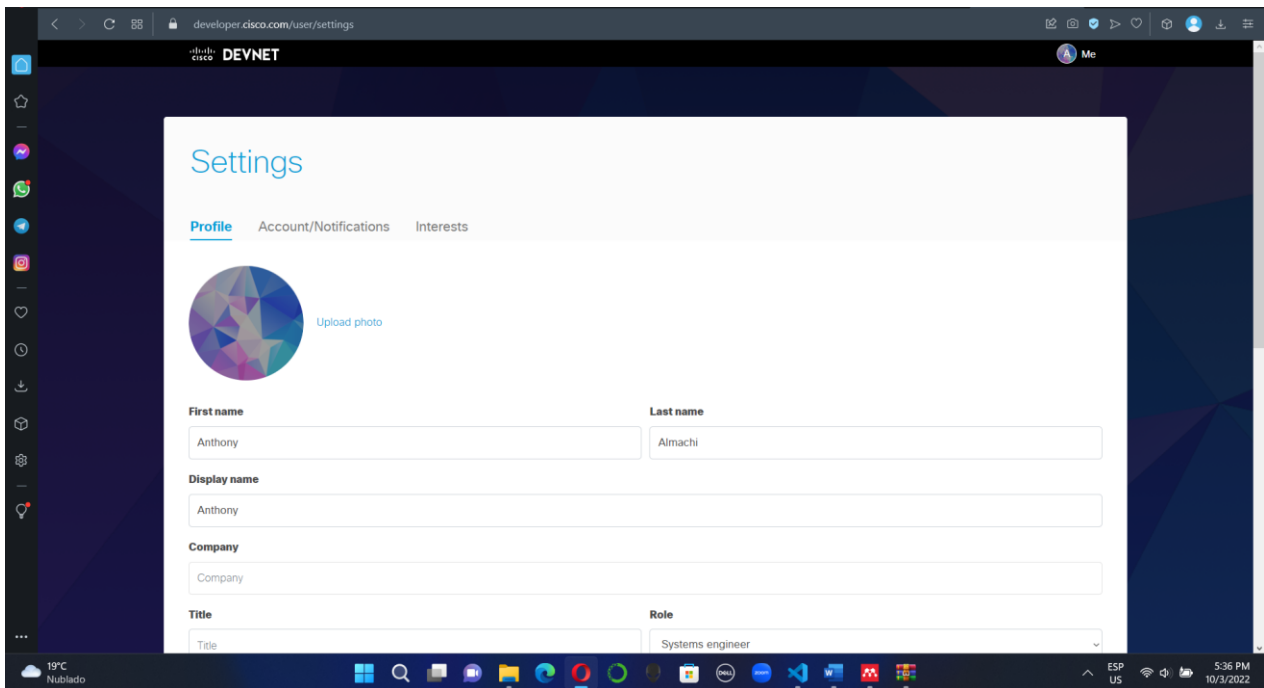 developer.cisco.com/user/settings
cisco DEVNET
A Me
Settings
Profile Account/Notifications Interests
Upload photo
First name Last name
Anthony Almachi
Display name
Anthony
Company
Company
Title Role
Title Systems engineer
19°C
Nublado
DELL zoom
ESP
US
5:36 PM
10/3/2022